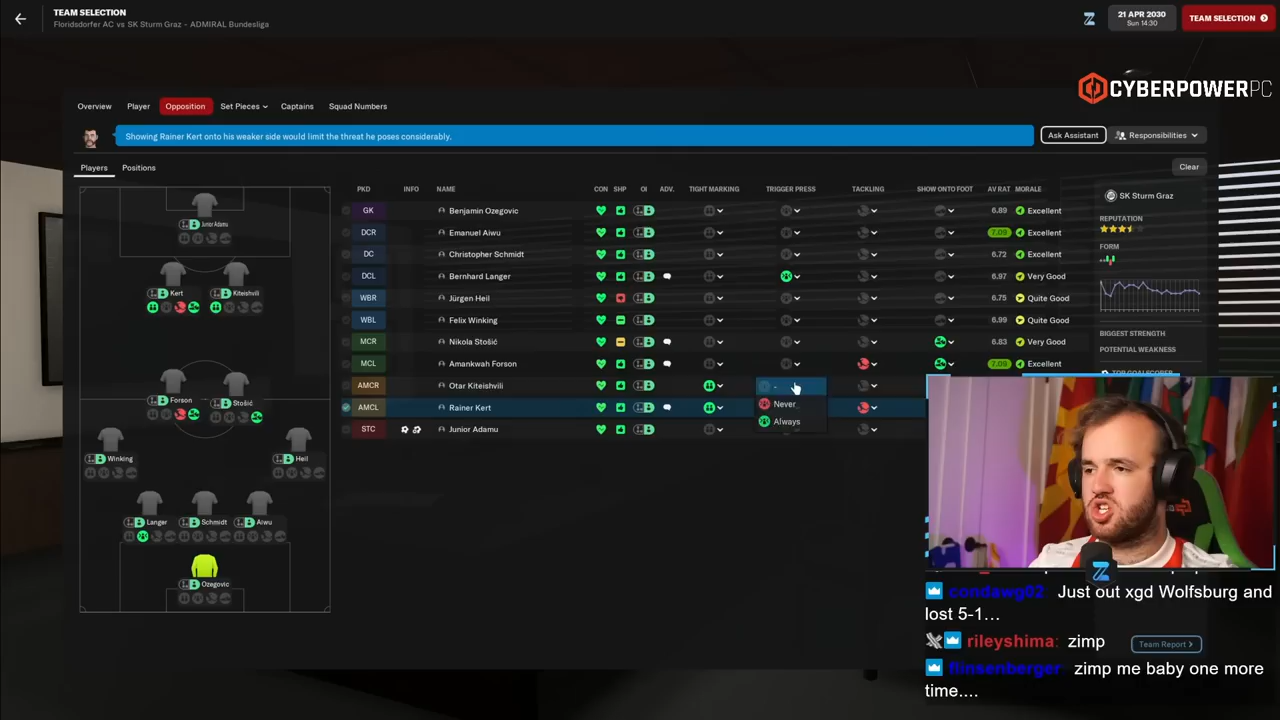 TEAM SELECTION
Floridsdorfer AC vs SK Sturm Graz - ADMIRAL Bundesliga
21 APR 2030
Sun 14:30
TEAM SELECTION
CYBERPOWERPC
Overview Player Opposition Set Pieces Captains Squad Numbers
Showing Rainer Kert onto his weaker side would limit the threat he poses considerably.
Ask Assistant Responsibilities
Players Positions
Clear
PKD INFO NAME CON SHP OI ADV. TIGHT MARKING TRIGGER PRESS TACKLING SHOW ONTO FOOT AV RAT MORALE
GK Benjamin Ozegovic 6.89 Excellent
DCR Emanuel Aiwu 7.09 Excellent
DC Christopher Schmidt 6.72 Excellent
DCL Bernhard Langer 6.97 Very Good
WBR Jürgen Heil 6.75 Quite Good
WBL Felix Winking 6.99 Quite Good
MCR Nikola Stošić 6.83 Very Good
MCL Amankwah Forson 7.09 Excellent
AMCR Otar Kiteishvili -
AMCL Rainer Kert Never
Always
STC Junior Adamu
Junior Adamu
Kert Kiteishvili
Forson Stošić
Winking Heil
Langer Schmidt Aiwu
Ozegovic
SK Sturm Graz
REPUTATION
FORM
BIGGEST STRENGTH
POTENTIAL WEAKNESS
TOP GOALSCORER
condawg02 Just out xgd Wolfsburg and
lost 5-1...
rileyshima: zimp
Team Report
flinsenberger zimp me baby one more
time....